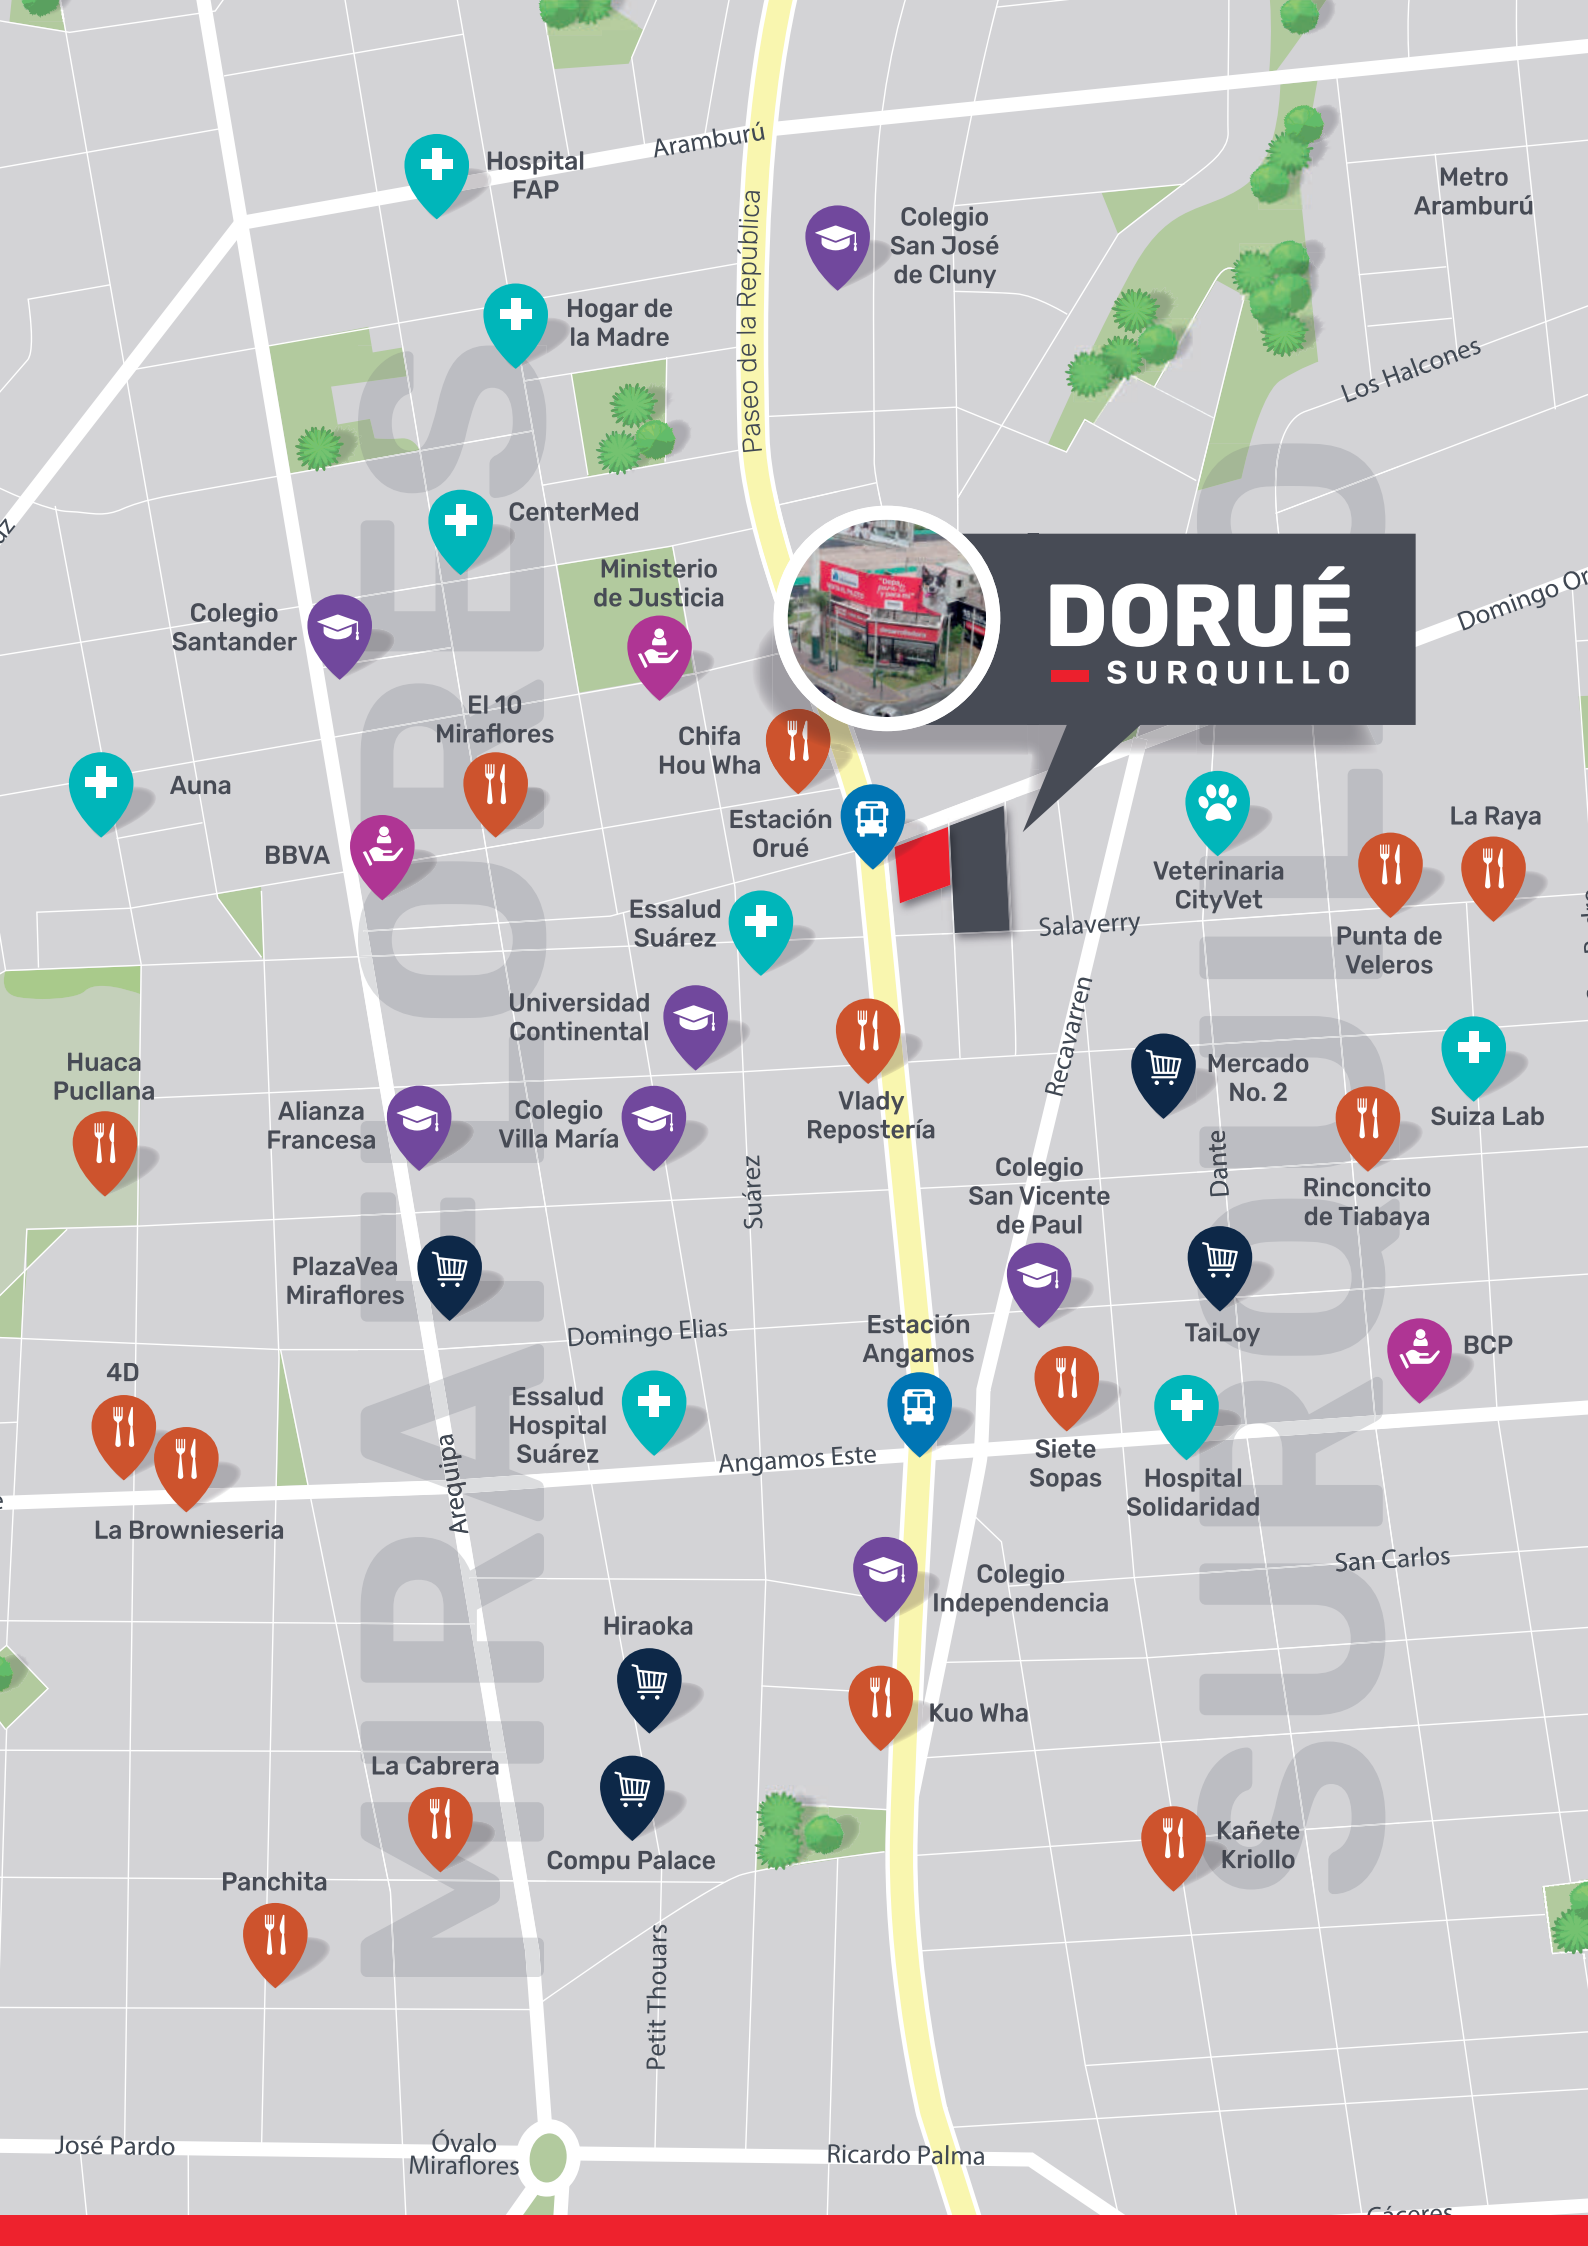 Aramburú
Hospital
FAP
Metro
Aramburú
Colegio
San José
de Cluny
Paseo de la República
Hogar de
la Madre
Los Halcones
CenterMed
Ministerio
de Justicia
Colegio
Santander
DORUÉ
SURQUILLO
Domingo Or
El 10
Miraflores
Chifa
Hou Wha
Auna
Estación
Orué
La Raya
BBVA
Veterinaria
CityVet
Essalud
Suárez
Salaverry
Punta de
Veleros
Universidad
Continental
Recavarren
Huaca
Pucllana
Mercado
No. 2
Vlady
Repostería
Alianza
Francesa
Colegio
Villa María
Suiza Lab
Suárez
Dante
Colegio
San Vicente
de Paul
Rinconcito
de Tiabaya
PlazaVea
Miraflores
Domingo Elias
Estación
Angamos
TaiLoy
BCP
4D
Essalud
Hospital
Suárez
Arequipa
Angamos Este
Siete
Sopas
Hospital
Solidaridad
La Brownieseria
San Carlos
Colegio
Independencia
Hiraoka
Kuo Wha
La Cabrera
Compu Palace
Kañete
Kriollo
Panchita
Petit Thouars
José Pardo
Óvalo
Miraflores
Ricardo Palma
Cáceres
MIRAFLORES
SURQUILLO